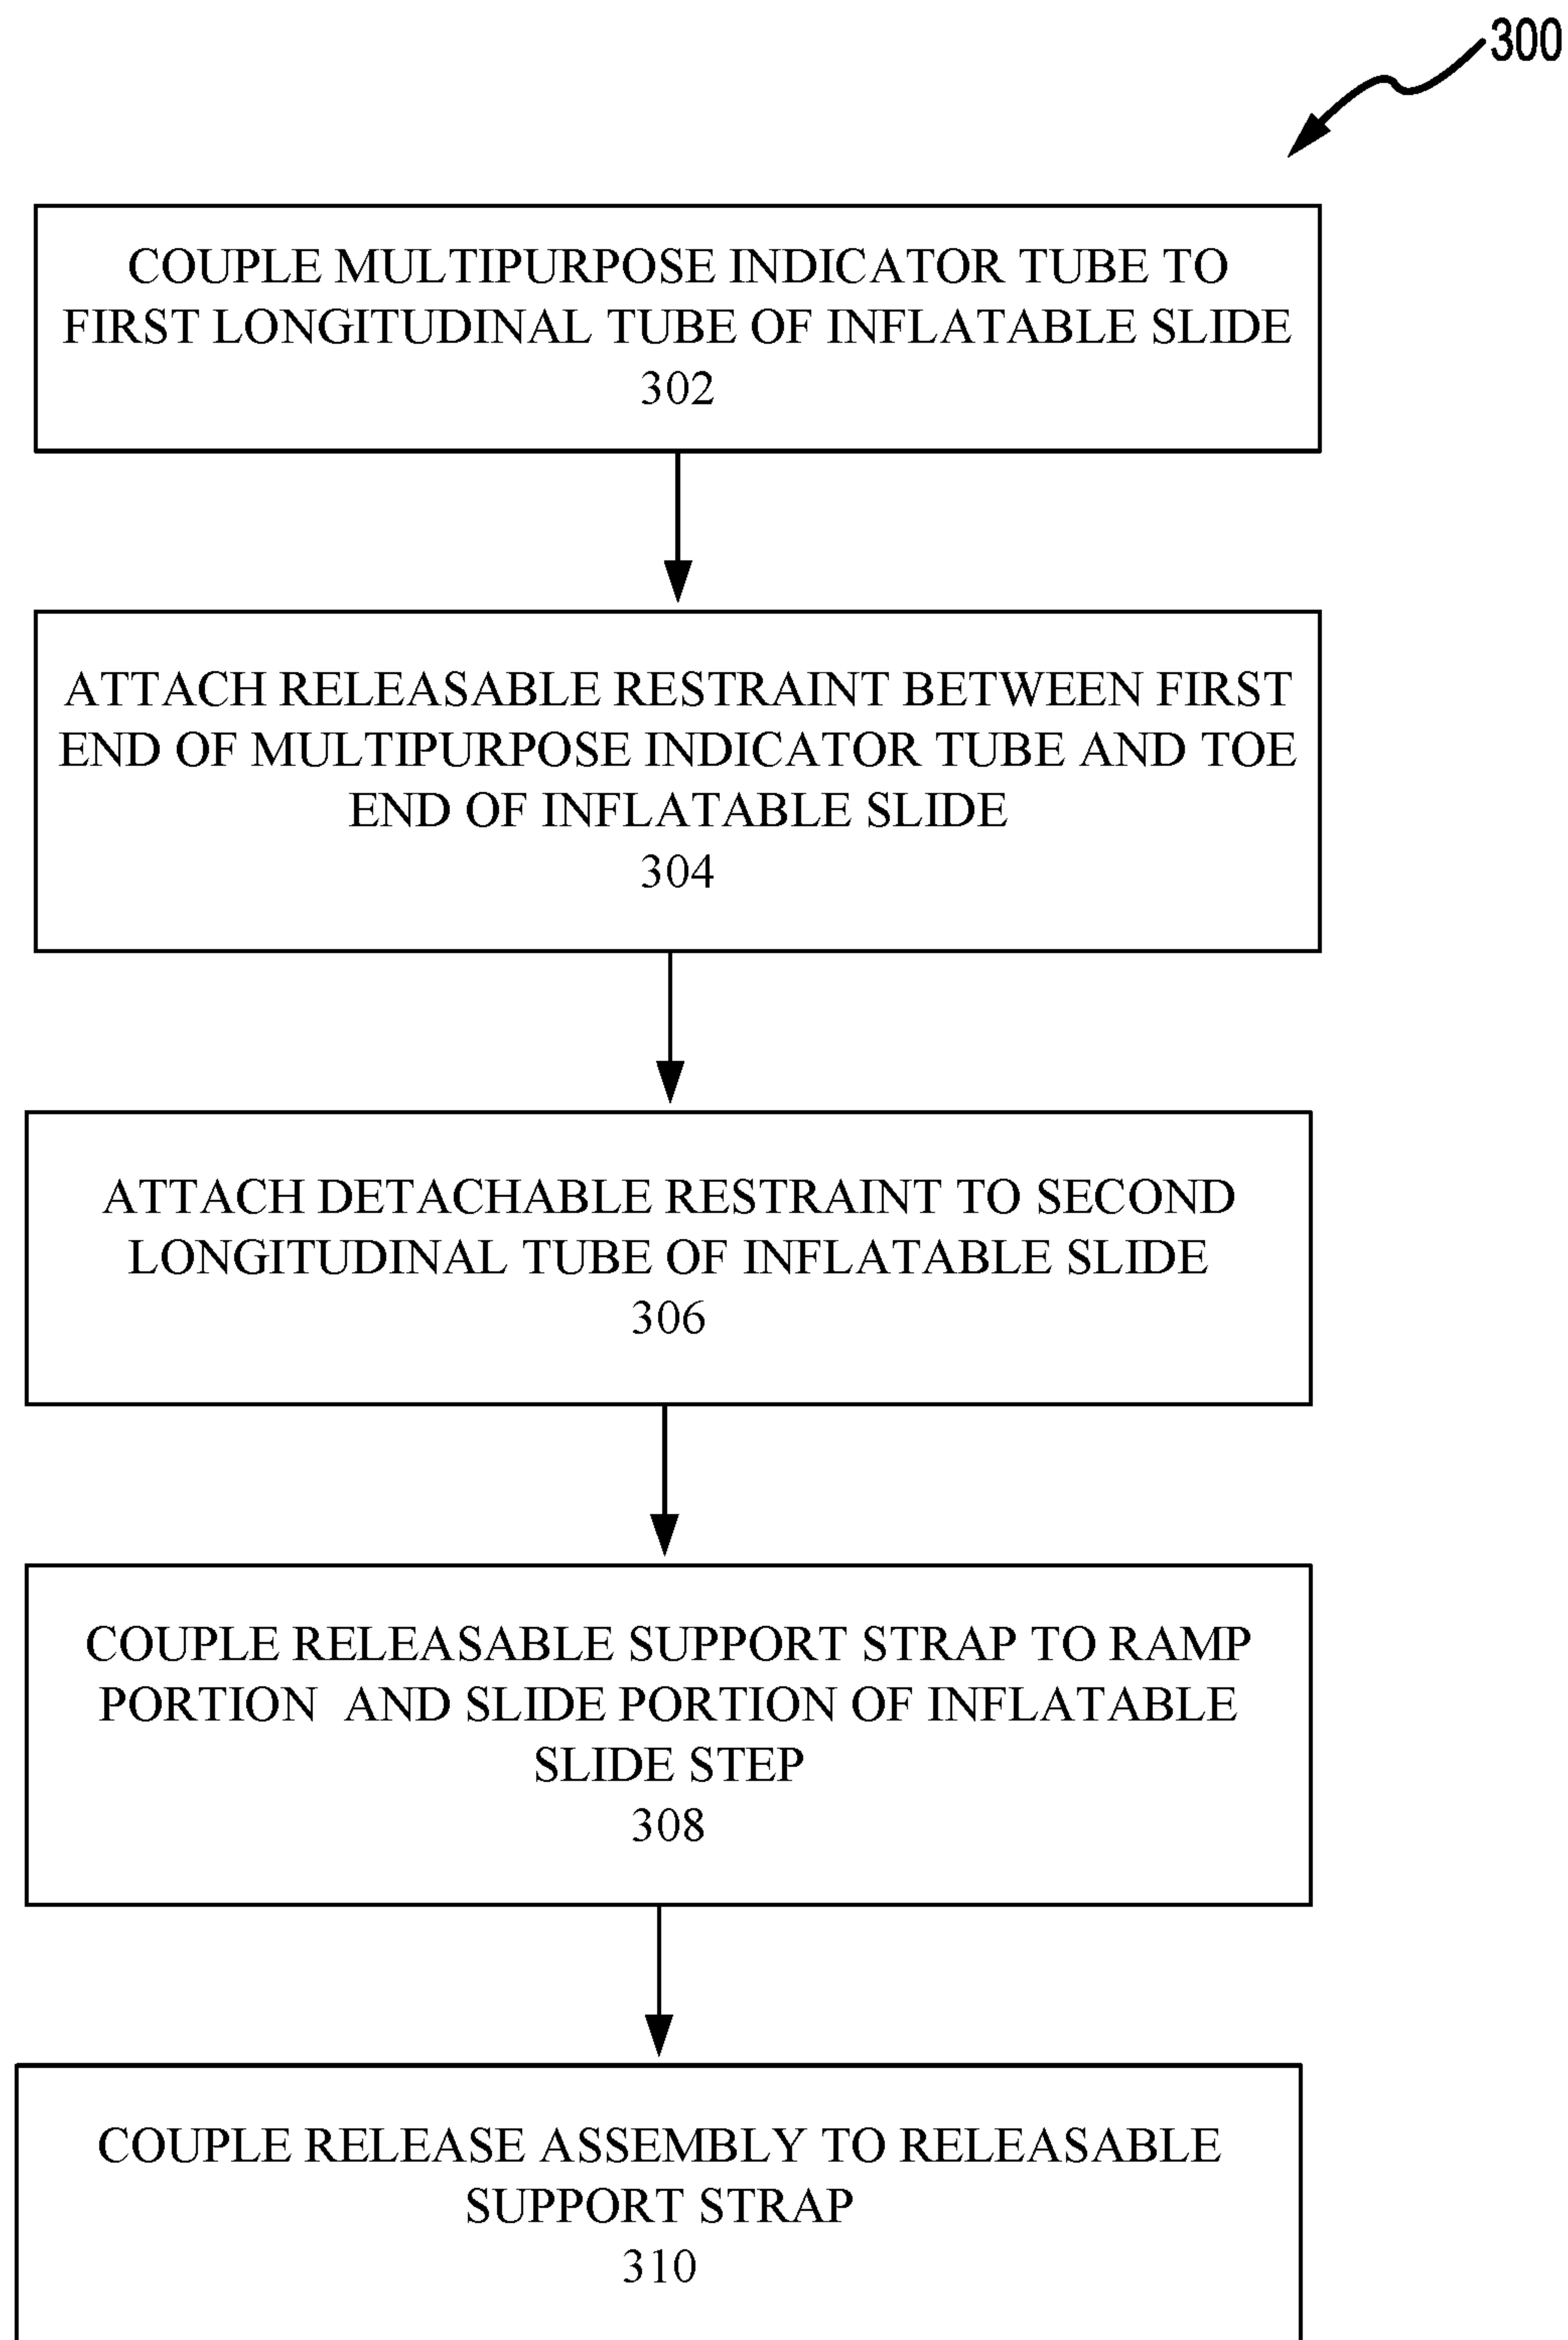 300
COUPLE MULTIPURPOSE INDICATOR TUBE TO
FIRST LONGITUDINAL TUBE OF INFLATABLE SLIDE
302
ATTACH RELEASABLE RESTRAINT BETWEEN FIRST
END OF MULTIPURPOSE INDICATOR TUBE AND TOE
END OF INFLATABLE SLIDE
304
ATTACH DETACHABLE RESTRAINT TO SECOND
LONGITUDINAL TUBE OF INFLATABLE SLIDE
306
COUPLE RELEASABLE SUPPORT STRAP TO RAMP
PORTION AND SLIDE PORTION OF INFLATABLE
SLIDE STEP
308
COUPLE RELEASE ASSEMBLY TO RELEASABLE
SUPPORT STRAP
310